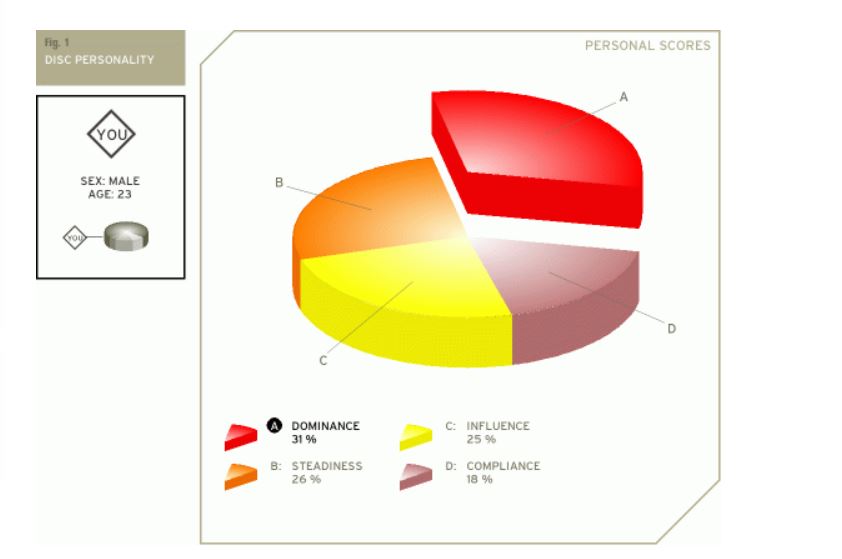 Fig. 1
DISC PERSONALITY
PERSONAL SCORES
YOU
SEX: MALE
AGE: 23
YOU
A
B
C
D
A DOMINANCE
31 %
C: INFLUENCE
25 %
B: STEADINESS
26 %
D: COMPLIANCE
18 %